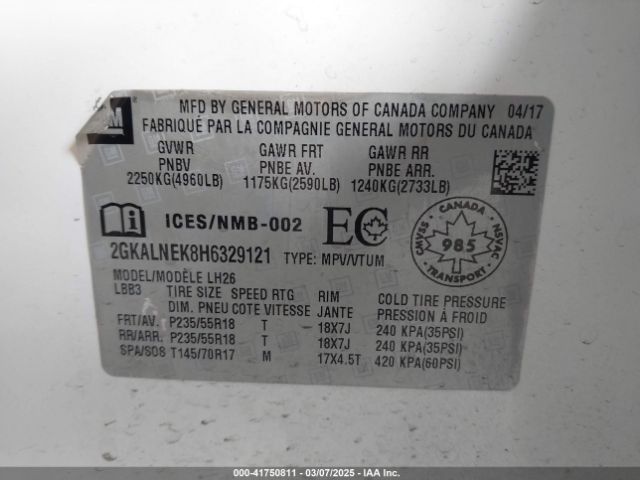 GM
MFD BY GENERAL MOTORS OF CANADA COMPANY 04/17
FABRIQUÉ PAR LA COMPAGNIE GENERAL MOTORS DU CANADA
GVWR GAWR FRT GAWR RR
PNBV PNBE AV. PNBE ARR.
2250KG(4960LB) 1175KG(2590LB) 1240KG(2733LB)
ICES/NMB-002 EC
CANADA
CMVSS NSVAC
985
TRANSPORT
2GKALNEK8H6329121 TYPE: MPV/VTUM
MODEL/MODÈLE LH26
LBB3 TIRE SIZE SPEED RTG RIM COLD TIRE PRESSURE
DIM. PNEU COTE VITESSE JANTE PRESSION À FROID
FRT/AV. P235/55R18 T 18X7J 240 KPA(35PSI)
RR/ARR. P235/55R18 T 18X7J 240 KPA(35PSI)
SPA/SOS T145/70R17 M 17X4.5T 420 KPA(60PSI)
000-41750811 — 03/07/2025 — IAA